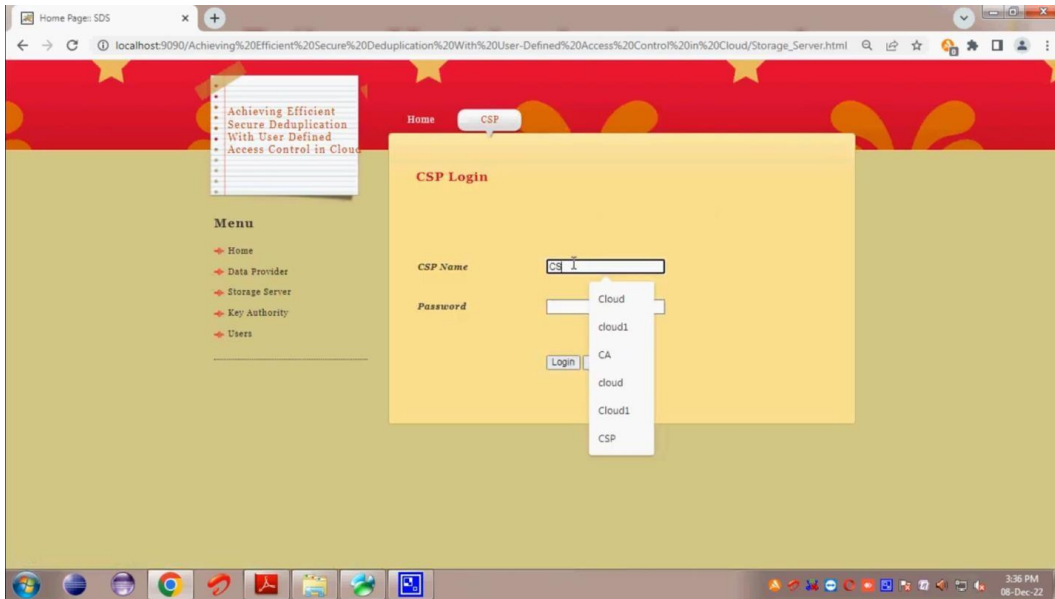 Home Page:: SDS
localhost:9090/Achieving%20Efficient%20Secure%20Deduplication%20With%20User-Defined%20Access%20Control%20in%20Cloud/Storage_Server.html
Achieving Efficient
Secure Deduplication
With User Defined
Access Control in Cloud
Home
CSP
CSP Login
Menu
Home
Data Provider
Storage Server
Key Authority
Users
CSP Name
CS
Password
Login
Cloud
cloud1
CA
cloud
Cloud1
CSP
3:36 PM
08-Dec-22